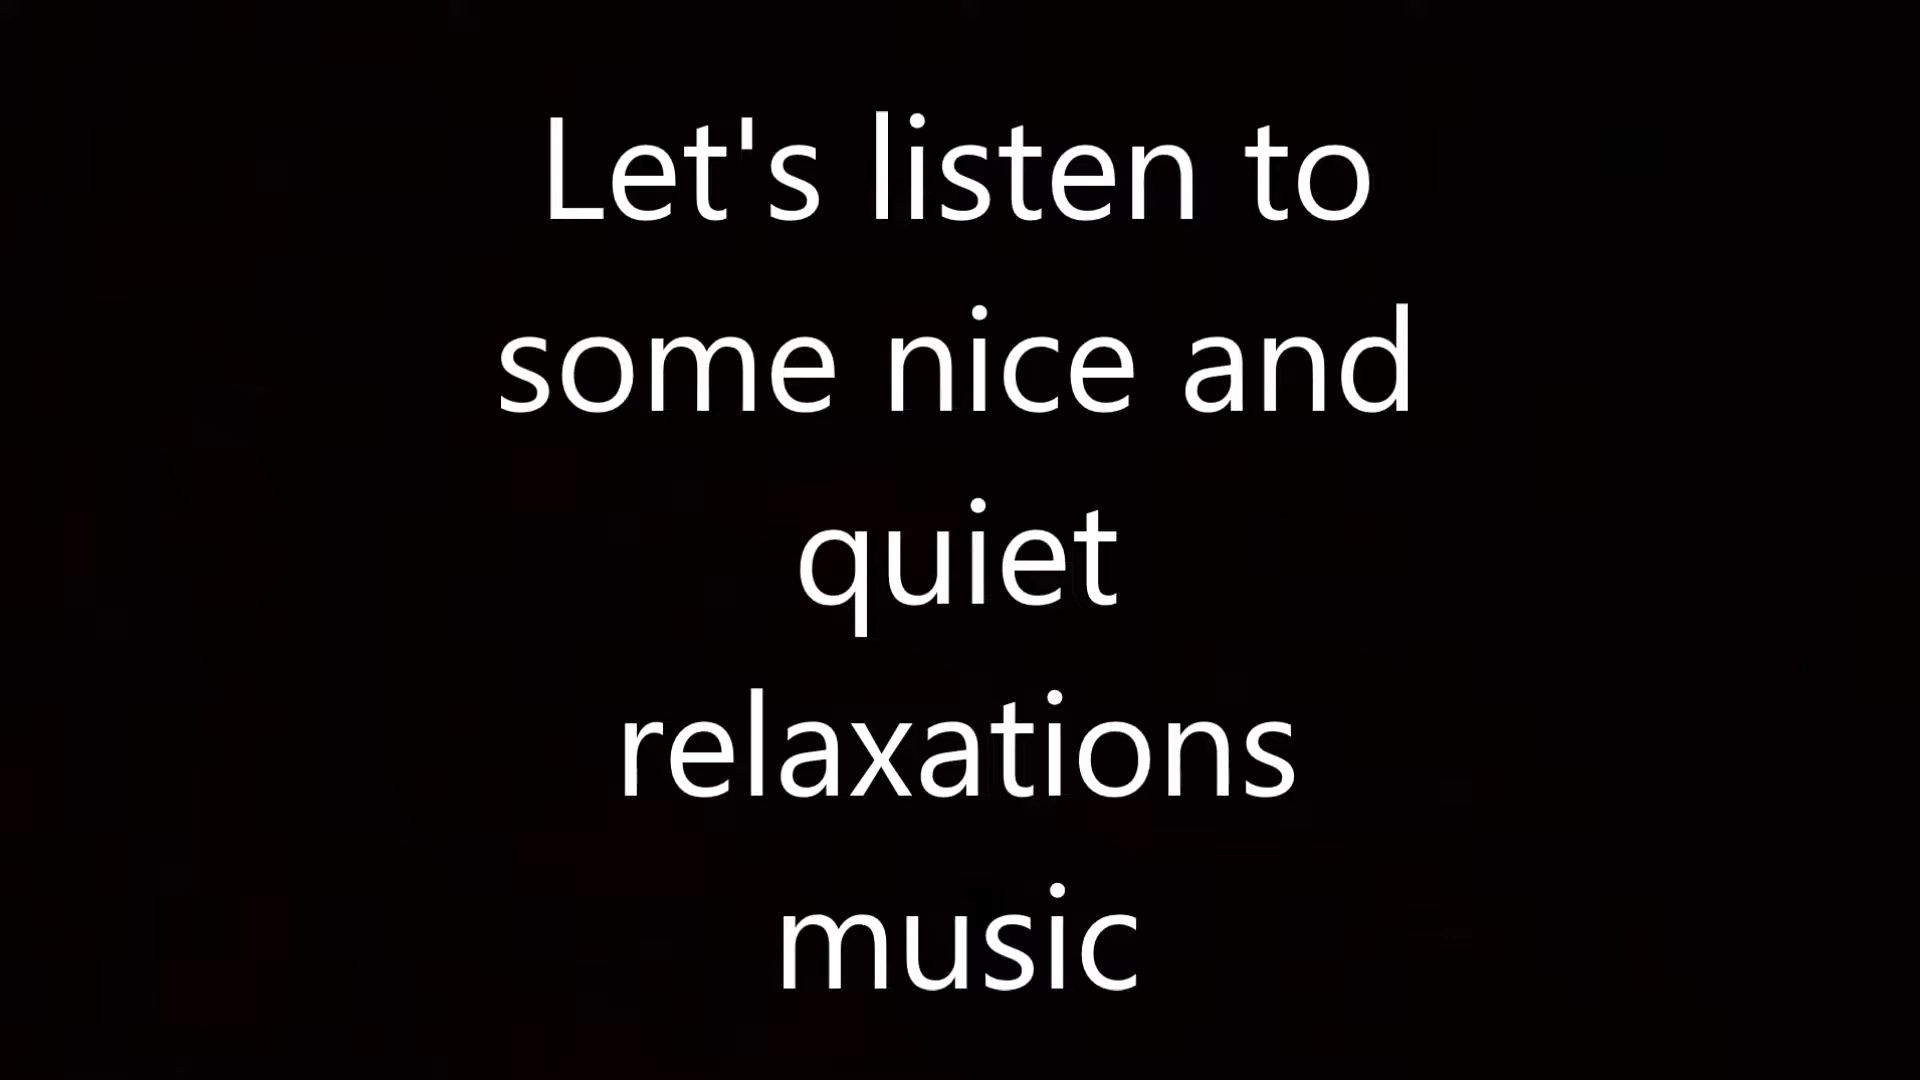 Let's listen to
some nice and
quiet
relaxations
music